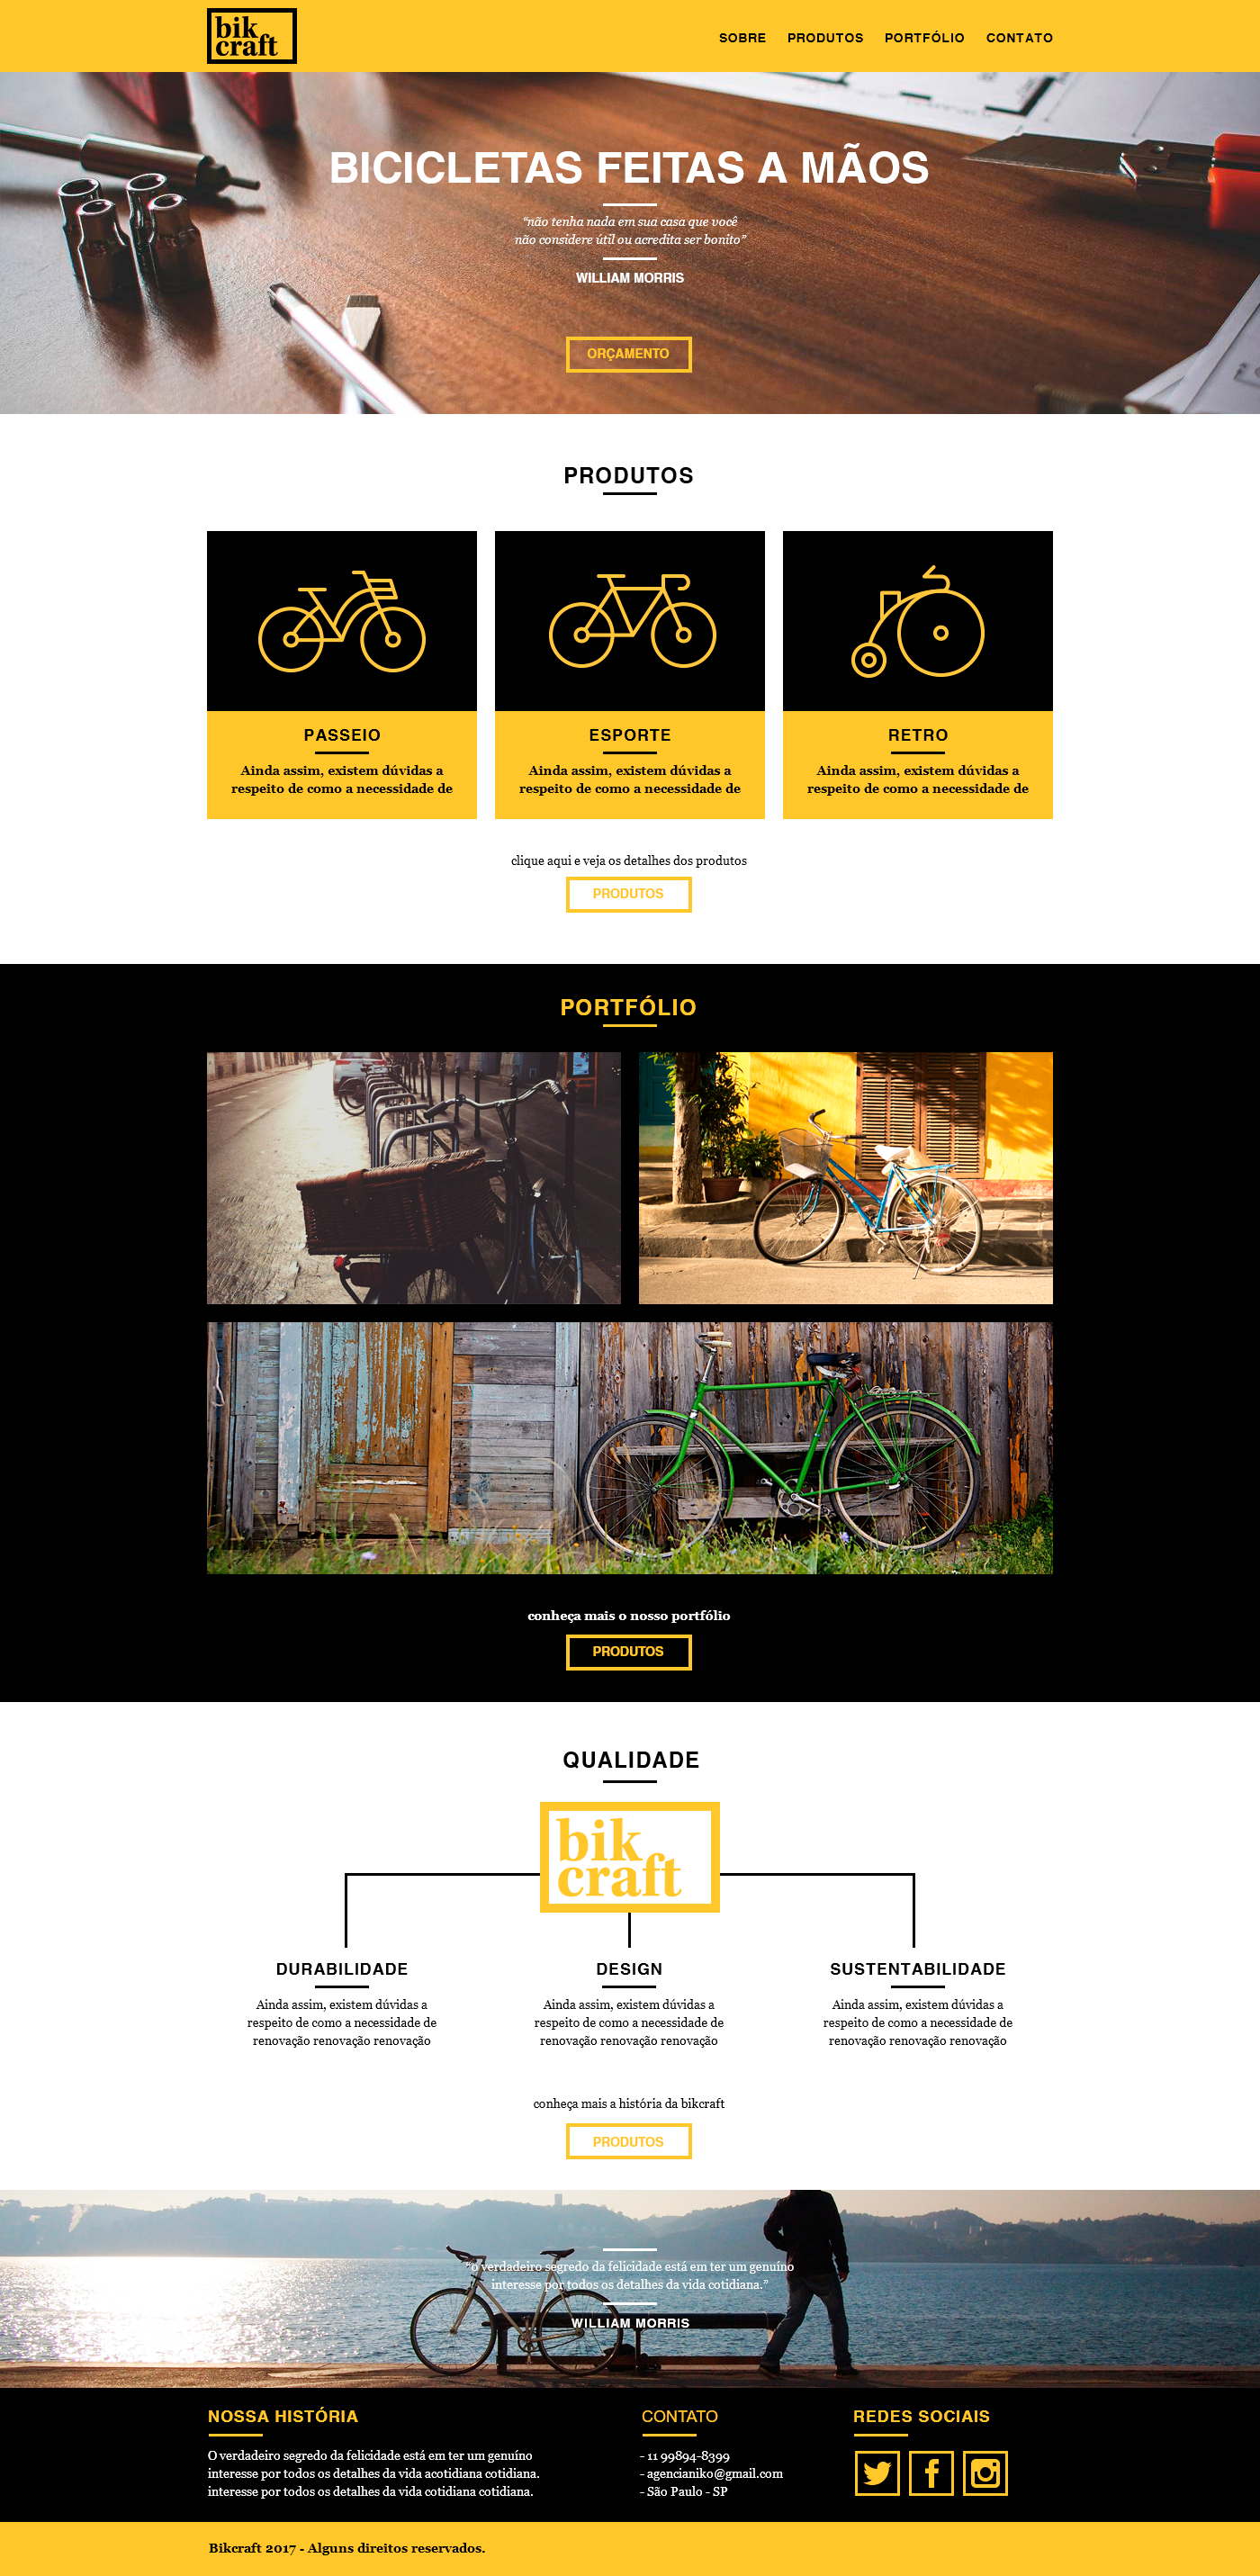 bik
craft
SOBRE PRODUTOS PORTFÓLIO CONTATO
BICICLETAS FEITAS A MÃOS
“não tenha nada em sua casa que você
não considere útil ou acredita ser bonito”
WILLIAM MORRIS
ORÇAMENTO
PRODUTOS
PASSEIO
Ainda assim, existem dúvidas a
respeito de como a necessidade de
ESPORTE
Ainda assim, existem dúvidas a
respeito de como a necessidade de
RETRO
Ainda assim, existem dúvidas a
respeito de como a necessidade de
clique aqui e veja os detalhes dos produtos
PRODUTOS
PORTFÓLIO
conheça mais o nosso portfólio
PRODUTOS
QUALIDADE
bik
craft
DURABILIDADE
Ainda assim, existem dúvidas a
respeito de como a necessidade de
renovação renovação renovação
DESIGN
Ainda assim, existem dúvidas a
respeito de como a necessidade de
renovação renovação renovação
SUSTENTABILIDADE
Ainda assim, existem dúvidas a
respeito de como a necessidade de
renovação renovação renovação
conheça mais a história da bikcraft
PRODUTOS
“o verdadeiro segredo da felicidade está em ter um genuíno
interesse por todos os detalhes da vida cotidiana.”
WILLIAM MORRIS
NOSSA HISTÓRIA
O verdadeiro segredo da felicidade está em ter um genuíno
interesse por todos os detalhes da vida acotidiana cotidiana.
interesse por todos os detalhes da vida cotidiana cotidiana.
CONTATO
- 11 99894-8399
- agencianiko@gmail.com
- São Paulo - SP
REDES SOCIAIS
Bikcraft 2017 - Alguns direitos reservados.